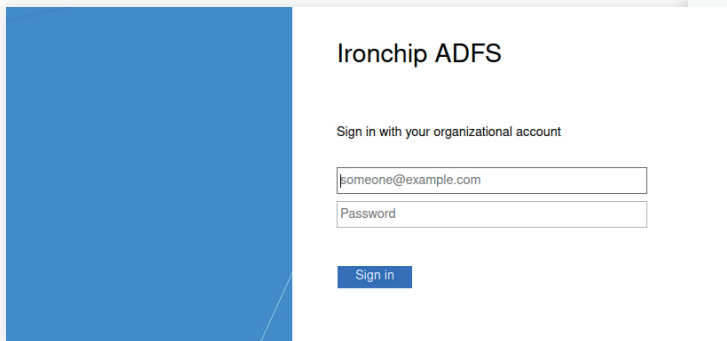 Ironchip ADFS
Sign in with your organizational account
someone@example.com
Password
Sign in